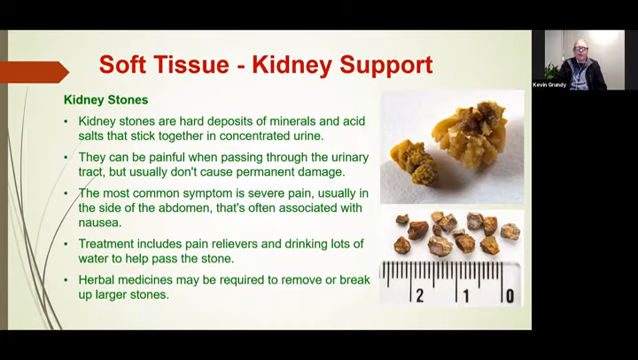 Soft Tissue - Kidney Support
Kidney Stones
• Kidney stones are hard deposits of minerals and acid
salts that stick together in concentrated urine.
• They can be painful when passing through the urinary
tract, but usually don't cause permanent damage.
• The most common symptom is severe pain, usually in
the side of the abdomen, that's often associated with
nausea.
• Treatment includes pain relievers and drinking lots of
water to help pass the stone.
• Herbal medicines may be required to remove or break
up larger stones.
2 1 0
Kevin Grundy